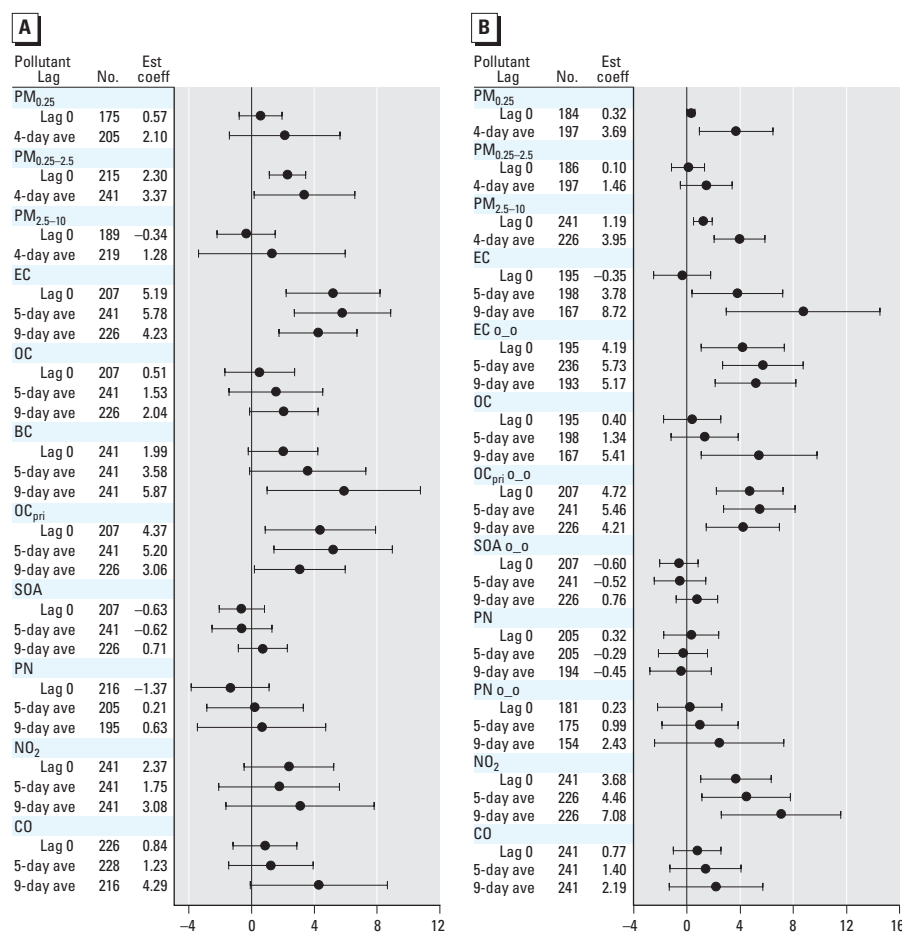 A
Pollutant Est
Lag No. coeff
PM0.25
Lag 0 175 0.57
4-day ave 205 2.10
PM0.25–2.5
Lag 0 215 2.30
4-day ave 241 3.37
PM2.5–10
Lag 0 189 –0.34
4-day ave 219 1.28
EC
Lag 0 207 5.19
5-day ave 241 5.78
9-day ave 226 4.23
OC
Lag 0 207 0.51
5-day ave 241 1.53
9-day ave 226 2.04
BC
Lag 0 241 1.99
5-day ave 241 3.58
9-day ave 241 5.87
OCpri
Lag 0 207 4.37
5-day ave 241 5.20
9-day ave 226 3.06
SOA
Lag 0 207 –0.63
5-day ave 241 –0.62
9-day ave 226 0.71
PN
Lag 0 216 –1.37
5-day ave 205 0.21
9-day ave 195 0.63
NO2
Lag 0 241 2.37
5-day ave 241 1.75
9-day ave 241 3.08
CO
Lag 0 226 0.84
5-day ave 228 1.23
9-day ave 216 4.29
–4 0 4 8 12
B
Pollutant Est
Lag No. coeff
PM0.25
Lag 0 184 0.32
4-day ave 197 3.69
PM0.25–2.5
Lag 0 186 0.10
4-day ave 197 1.46
PM2.5–10
Lag 0 241 1.19
4-day ave 226 3.95
EC
Lag 0 195 –0.35
5-day ave 198 3.78
9-day ave 167 8.72
EC o_o
Lag 0 195 4.19
5-day ave 236 5.73
9-day ave 193 5.17
OC
Lag 0 195 0.40
5-day ave 198 1.34
9-day ave 167 5.41
OCpri o_o
Lag 0 207 4.72
5-day ave 241 5.46
9-day ave 226 4.21
SOA o_o
Lag 0 207 –0.60
5-day ave 241 –0.52
9-day ave 226 0.76
PN
Lag 0 205 0.32
5-day ave 205 –0.29
9-day ave 194 –0.45
PN o_o
Lag 0 181 0.23
5-day ave 175 0.99
9-day ave 154 2.43
NO2
Lag 0 241 3.68
5-day ave 226 4.46
9-day ave 226 7.08
CO
Lag 0 241 0.77
5-day ave 241 1.40
9-day ave 241 2.19
–4 0 4 8 12 16